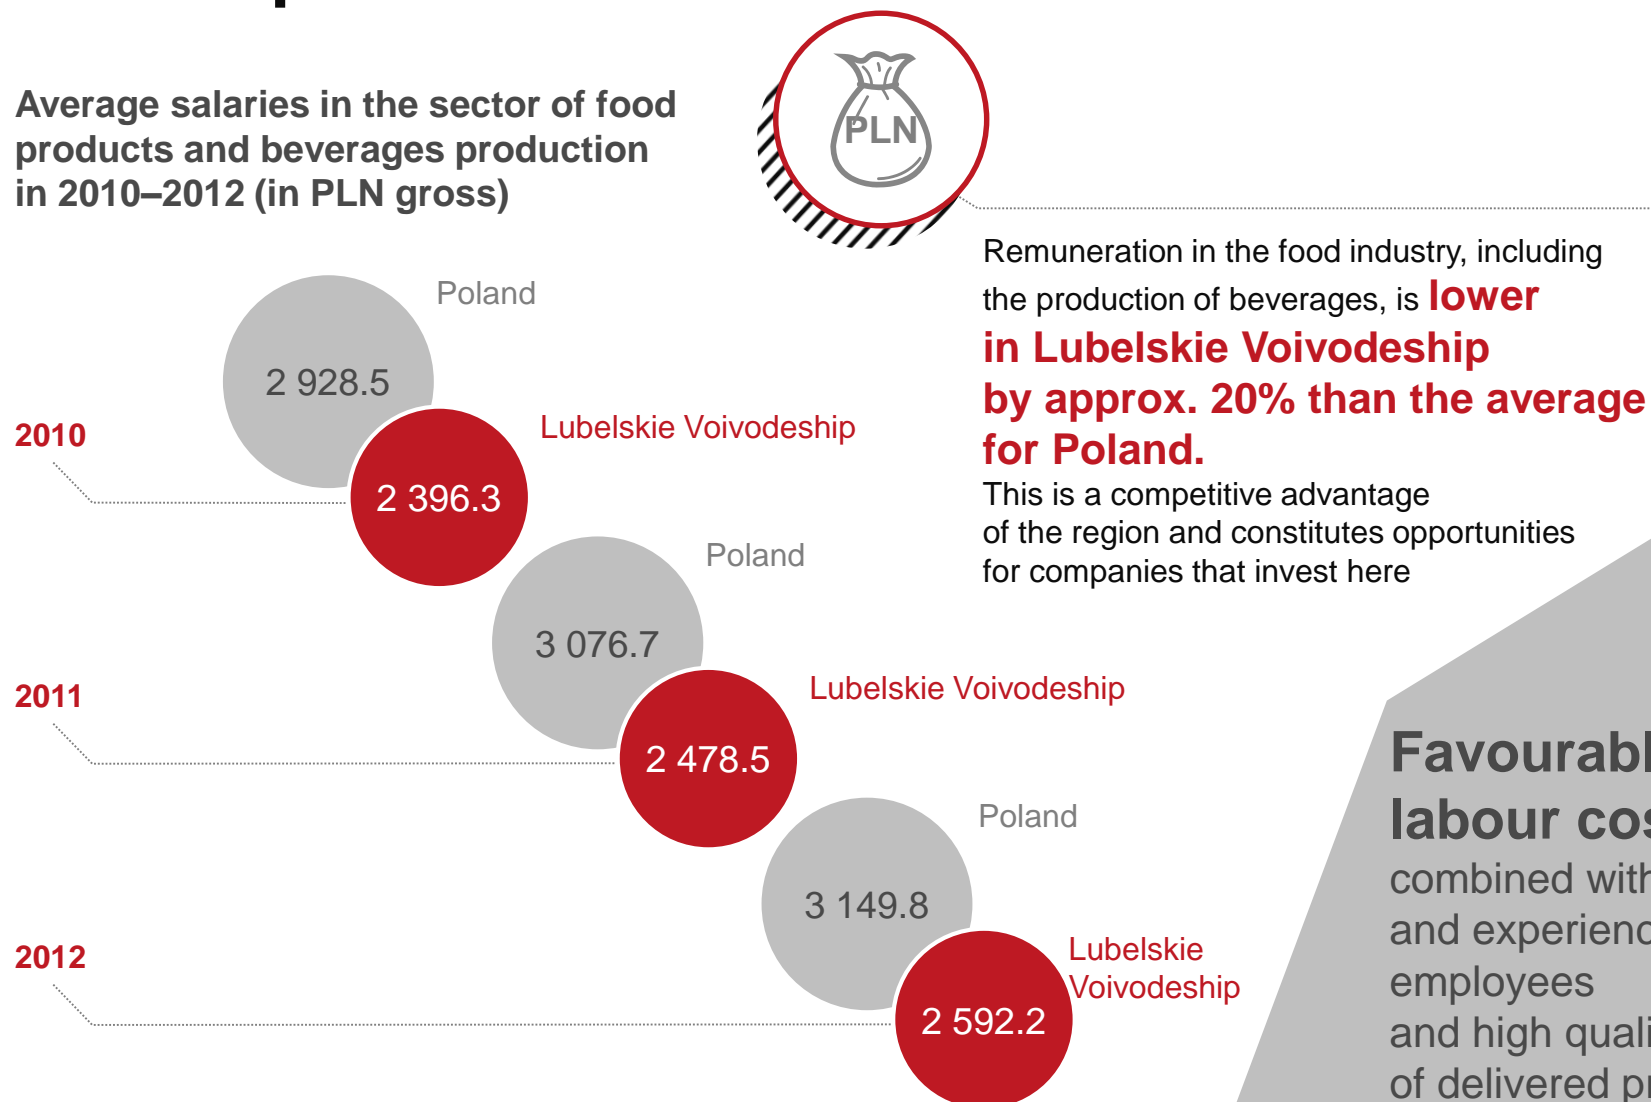 Average salaries in the sector of food
products and beverages production
in 2010–2012 (in PLN gross)
PLN
Remuneration in the food industry, including
the production of beverages, is lower
in Lubelskie Voivodeship
by approx. 20% than the average
for Poland.
This is a competitive advantage
of the region and constitutes opportunities
for companies that invest here
Poland
2 928.5
2010
Lubelskie Voivodeship
2 396.3
Poland
3 076.7
2011
Lubelskie Voivodeship
2 478.5
Poland
3 149.8
2012
Lubelskie
Voivodeship
2 592.2
labour
combined with
employees
and high
of delivered